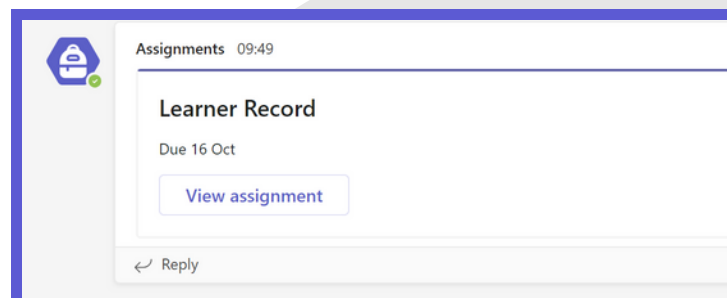 Assignments 09:49
Learner Record
Due 16 Oct
View assignment
Reply